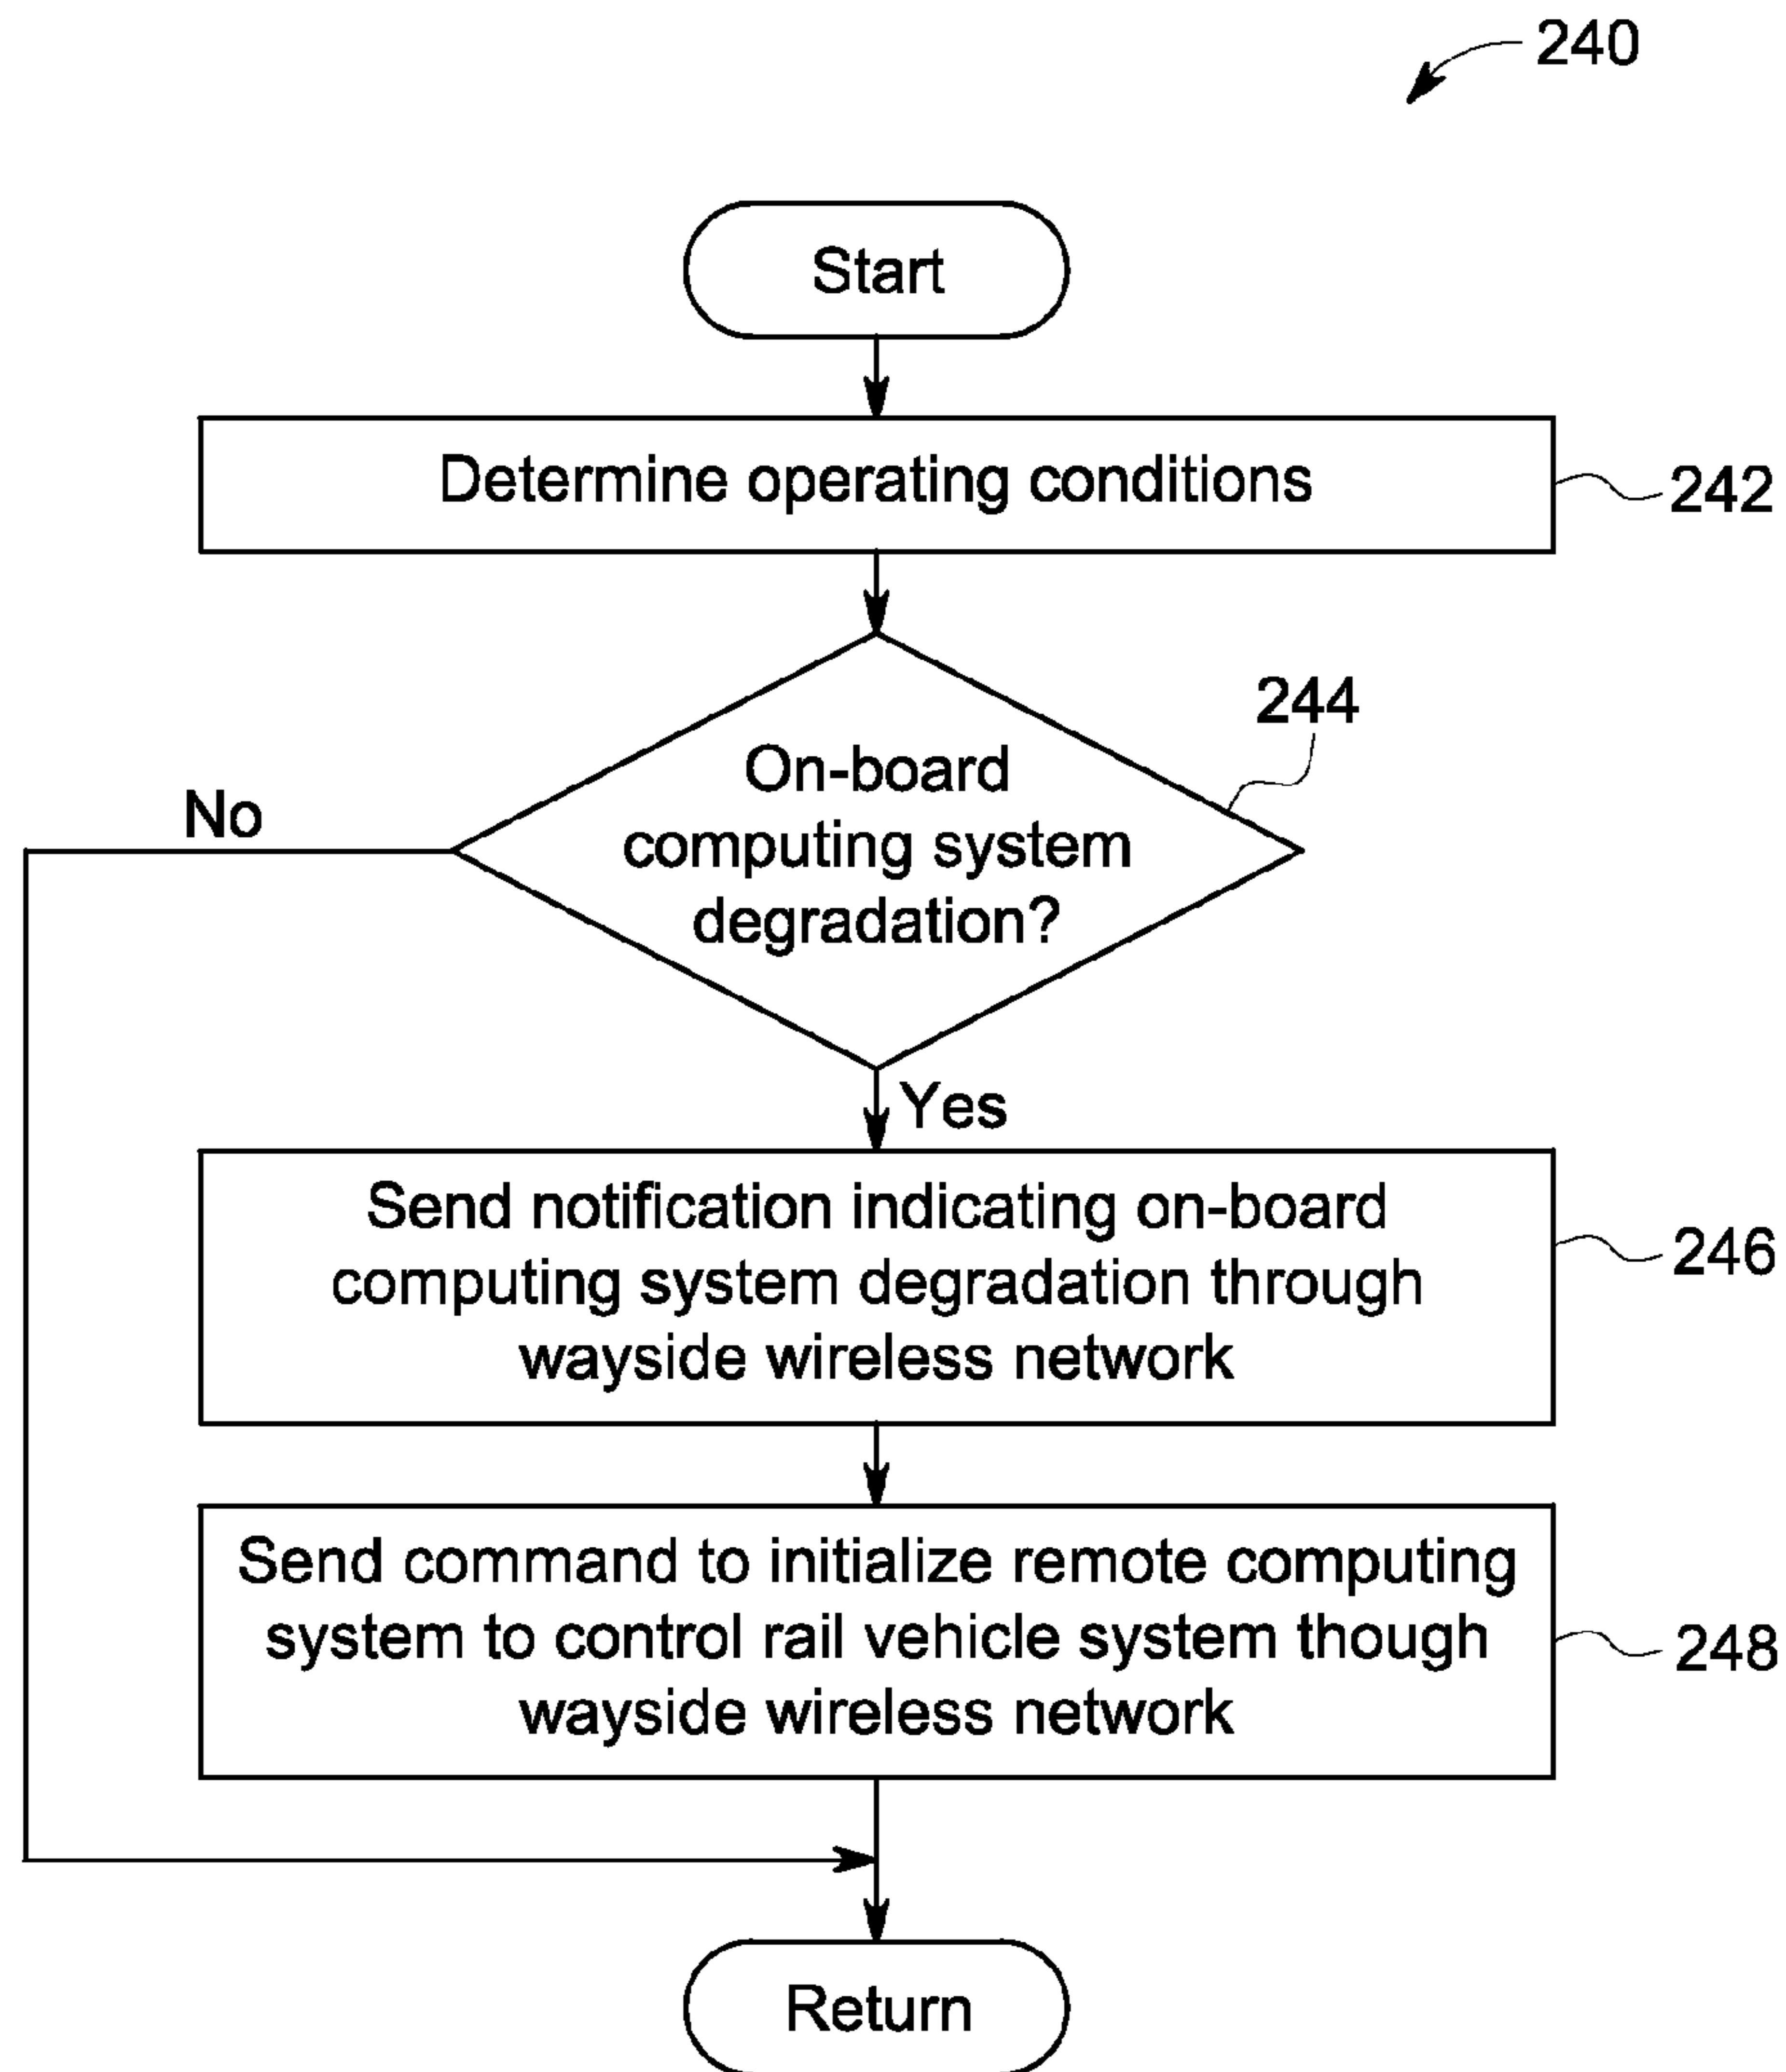 240
Start
Determine operating conditions
242
244
On-board
computing system
degradation?
No
Yes
Send notification indicating on-board
computing system degradation through
wayside wireless network
246
Send command to initialize remote computing
system to control rail vehicle system though
wayside wireless network
248
Return